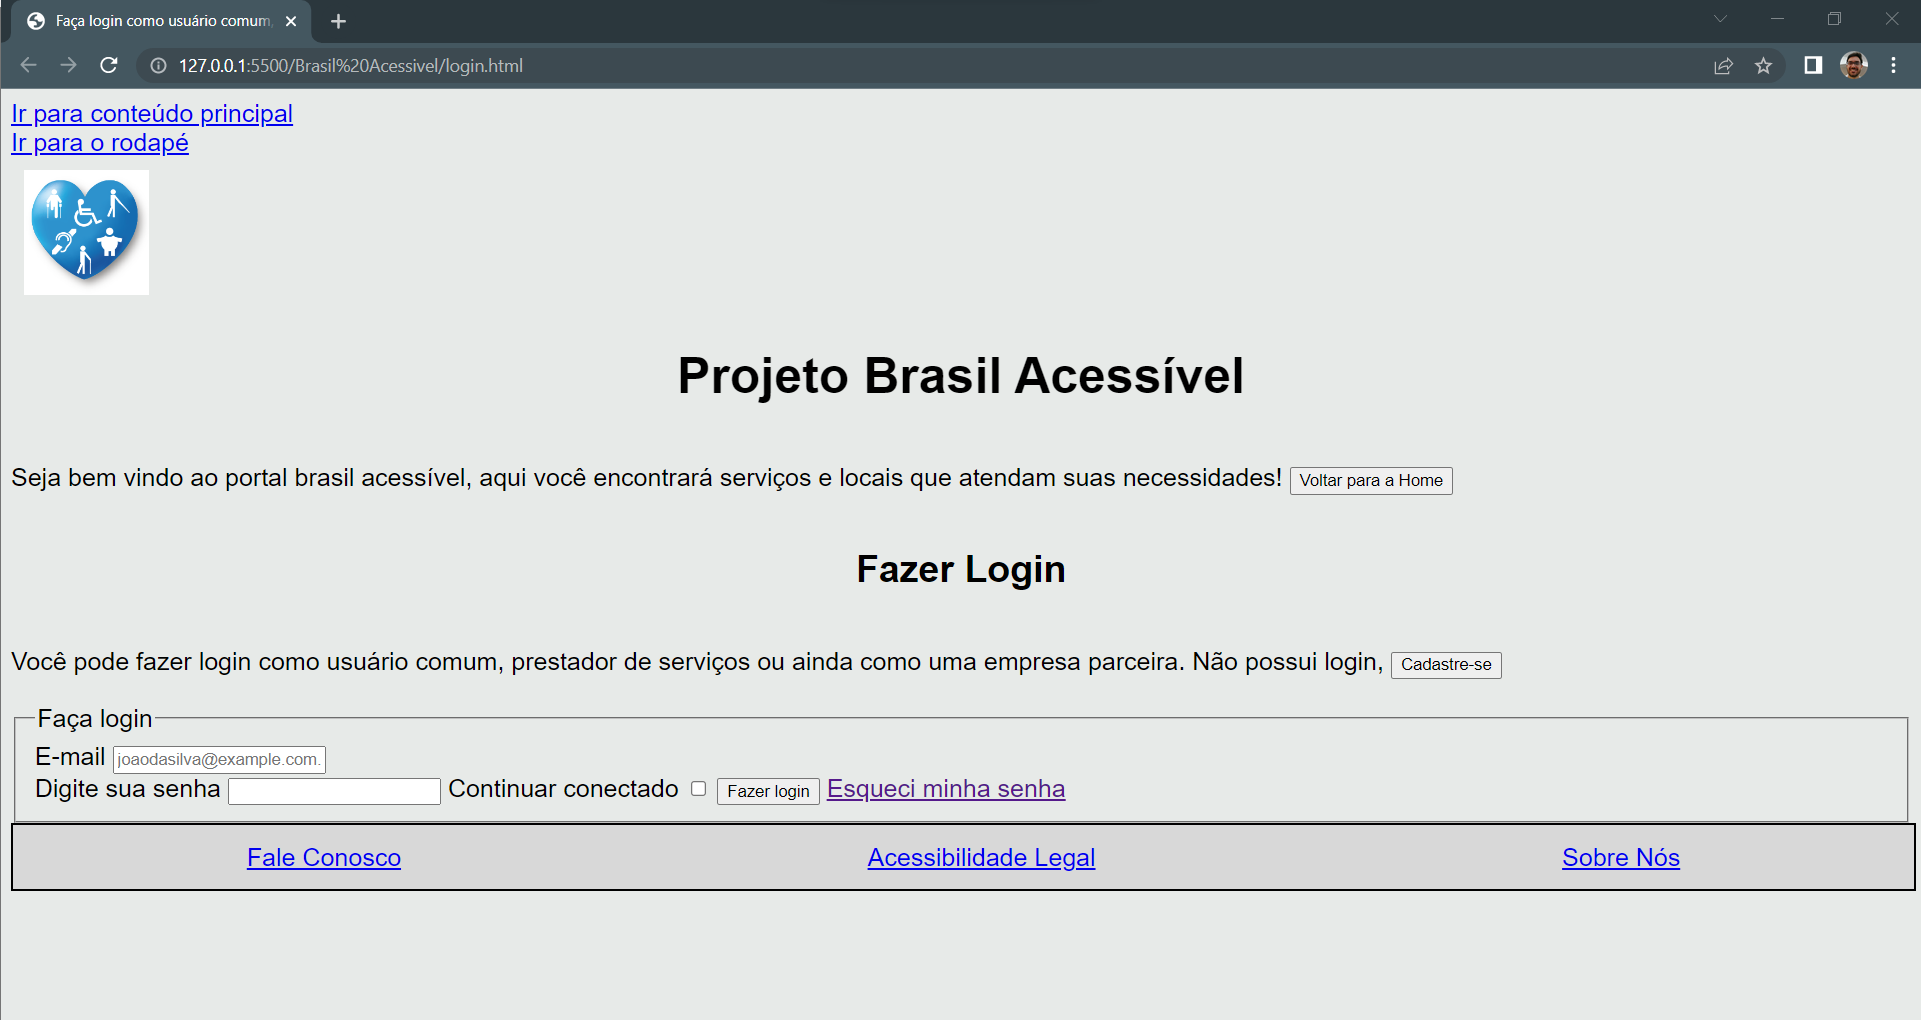 Faça login como usuário comum,
127.0.0.1:5500/Brasil%20Acessivel/login.html
Ir para conteúdo principal
Ir para o rodapé
Projeto Brasil Acessível
Seja bem vindo ao portal brasil acessível, aqui você encontrará serviços e locais que atendam suas necessidades! Voltar para a Home
Fazer Login
Você pode fazer login como usuário comum, prestador de serviços ou ainda como uma empresa parceira. Não possui login, Cadastre-se
Faça login
E-mail joaodasilva@example.com.
Digite sua senha Continuar conectado Fazer login Esqueci minha senha
Fale Conosco Acessibilidade Legal Sobre Nós